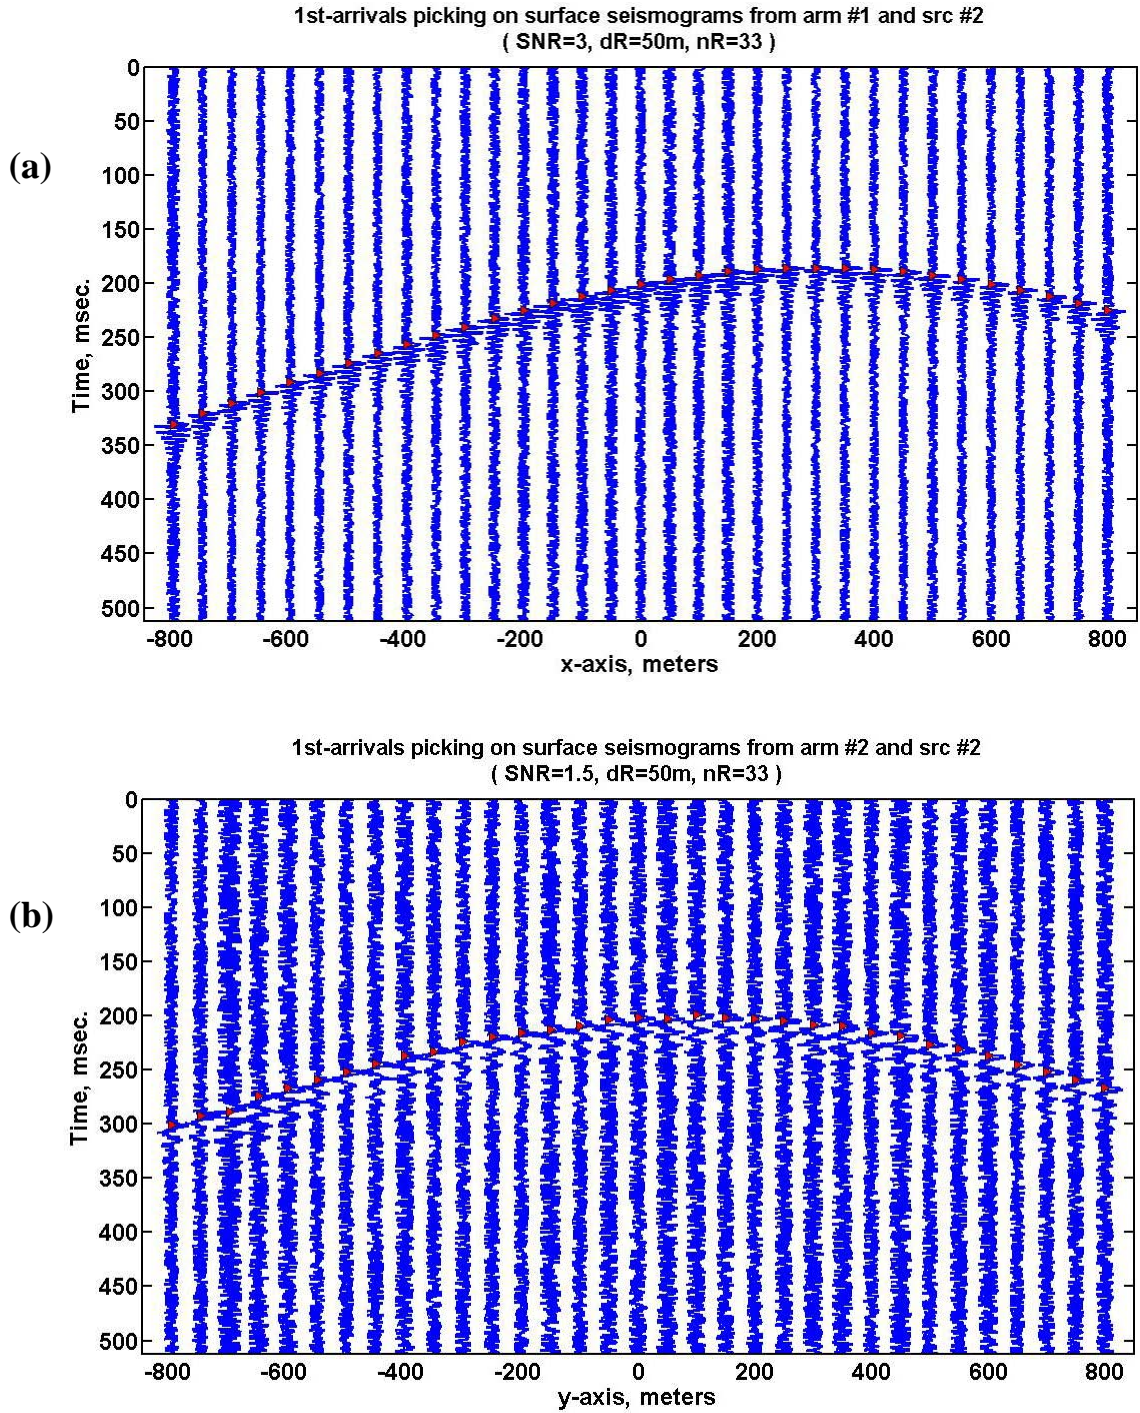 1st-arrivals picking on surface seismograms from arm #1 and src #2
( SNR=3, dR=50m, nR=33 )
(a)
Time, msec.
0
50
100
150
200
250
300
350
400
450
500
-800 -600 -400 -200 0 200 400 600 800
x-axis, meters
1st-arrivals picking on surface seismograms from arm #2 and src #2
( SNR=1.5, dR=50m, nR=33 )
(b)
Time, msec.
0
50
100
150
200
250
300
350
400
450
500
-800 -600 -400 -200 0 200 400 600 800
y-axis, meters